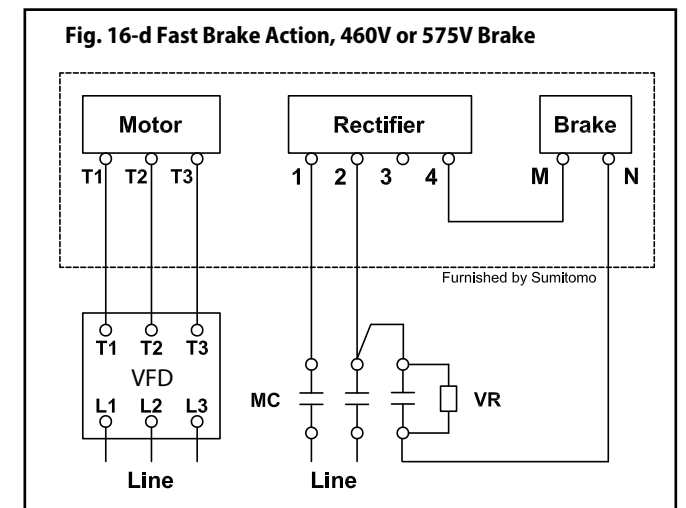 Fig. 16-d Fast Brake Action, 460V or 575V Brake
Motor Rectifier Brake
T1 T2 T3 1 2 3 4 M N
Furnished by Sumitomo
T1 T2 T3
VFD
MC VR
L1 L2 L3
Line Line